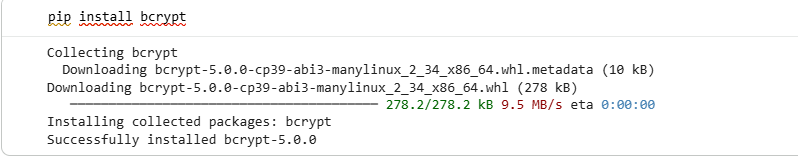 pip install bcrypt
Collecting bcrypt
Downloading bcrypt-5.0.0-cp39-abi3-manylinux_2_34_x86_64.whl.metadata (10 kB)
Downloading bcrypt-5.0.0-cp39-abi3-manylinux_2_34_x86_64.whl (278 kB)
278.2/278.2 kB 9.5 MB/s eta 0:00:00
Installing collected packages: bcrypt
Successfully installed bcrypt-5.0.0